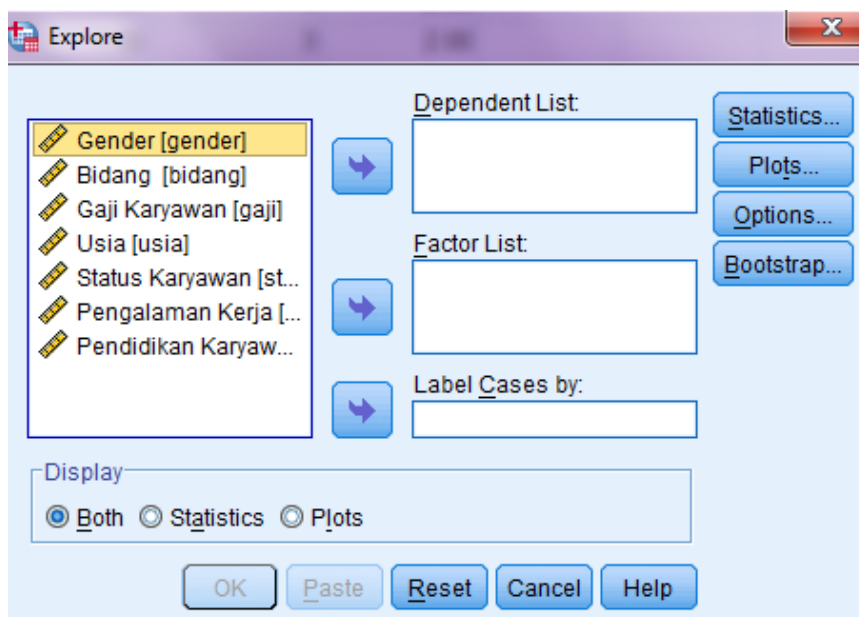 Explore
Gender [gender]
Bidang [bidang]
Gaji Karyawan [gaji]
Usia [usia]
Status Karyawan [st...
Pengalaman Kerja [...
Pendidikan Karyaw...
Dependent List:
Factor List:
Label Cases by:
Statistics...
Plots...
Options...
Bootstrap...
Display
Both Statistics Plots
OK Paste Reset Cancel Help